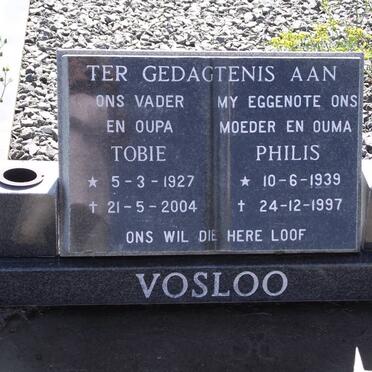 TER GEDAGTENIS AAN
ONS VADER
EN OUPA
TOBIE
★ 5-3-1927
✝ 21-5-2004
MY EGGENOTE ONS
MOEDER EN OUMA
PHILIS
★ 10-6-1939
✝ 24-12-1997
ONS WIL DIE HERE LOOF
VOSLOO